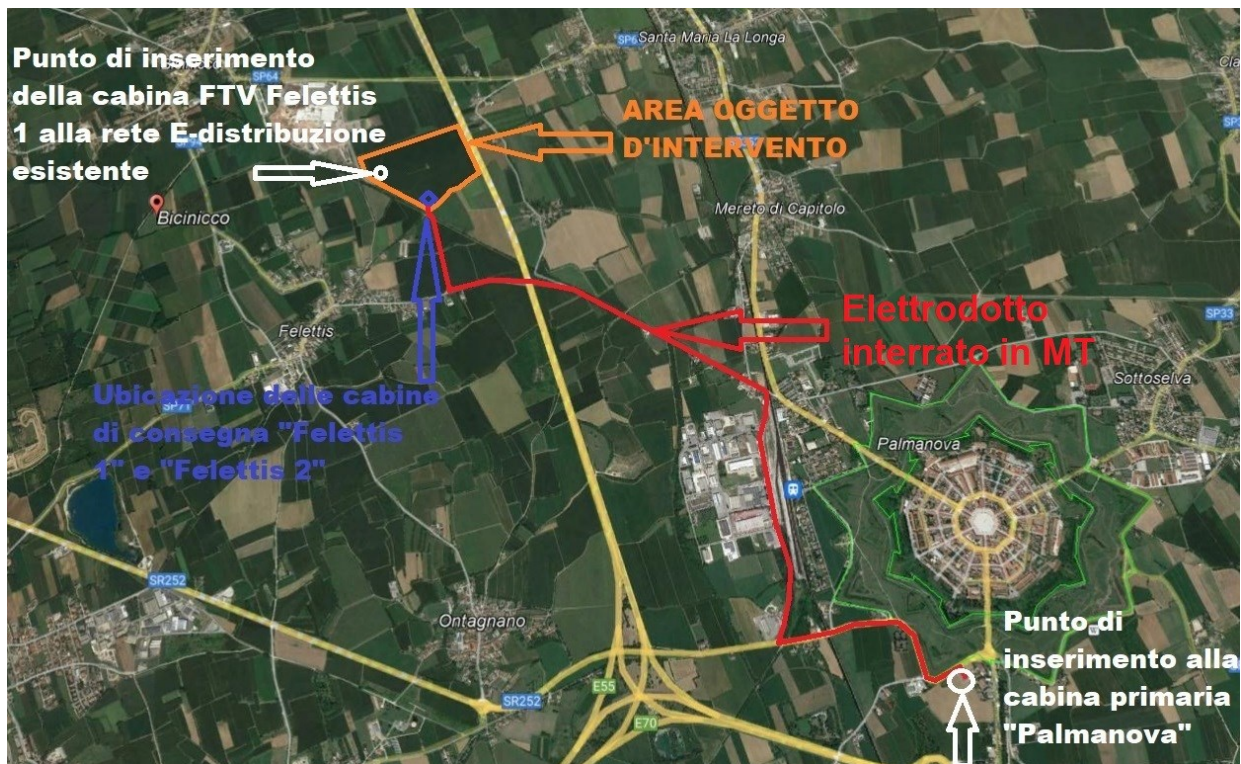 Punto di inserimento
della cabina FTV Felettis
1 alla rete E-distribuzione
esistente
SP64
Santa Maria La Longa
AREA OGGETTO
D'INTERVENTO
Bicinicco
Mereto di Capitolo
Elettrodotto
interrato in MT
SP33
Felettis
Sottoselva
Ubicazione delle cabine
di consegna "Felettis
1" e "Felettis 2"
SP71
Palmanova
SR252
Ontagnano
Punto di
inserimento alla
cabina primaria
"Palmanova"
E55
SR252
E70